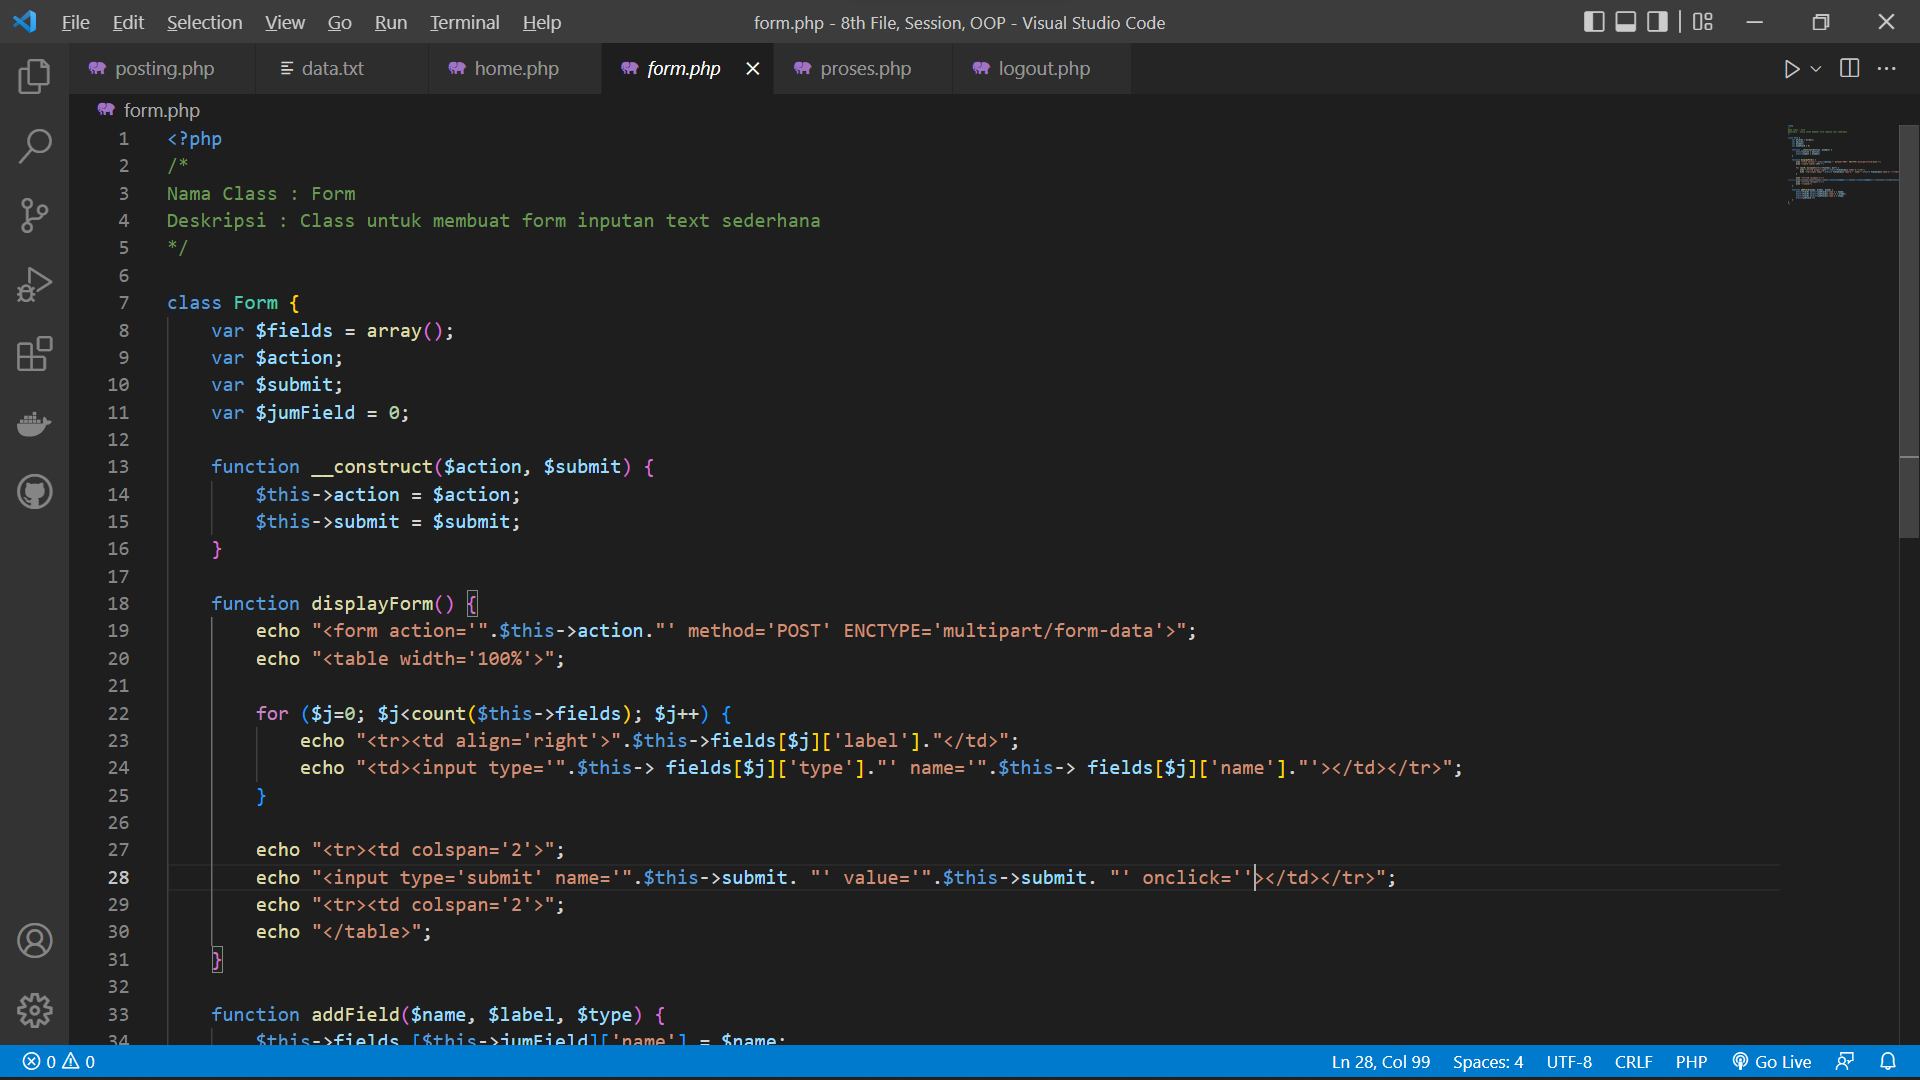 File Edit Selection View Go Run Terminal Help form.php - 8th File, Session, OOP - Visual Studio Code
posting.php data.txt home.php form.php proses.php logout.php
form.php
1 <?php
2 /*
3 Nama Class : Form
4 Deskripsi : Class untuk membuat form inputan text sederhana
5 */
6
7 class Form {
8     var $fields = array();
9     var $action;
10     var $submit;
11     var $jumField = 0;
12
13     function __construct($action, $submit) {
14         $this->action = $action;
15         $this->submit = $submit;
16     }
17
18     function displayForm() {
19         echo "<form action='".$this->action."' method='POST' ENCTYPE='multipart/form-data'>";
20         echo "<table width='100%'>";
21
22         for ($j=0; $j<count($this->fields); $j++) {
23             echo "<tr><td align='right'>".$this->fields[$j]['label']."</td>";
24             echo "<td><input type='".$this-> fields[$j]['type']."' name='".$this-> fields[$j]['name']."'></td></tr>";
25         }
26
27         echo "<tr><td colspan='2'>";
28         echo "<input type='submit' name='".$this->submit. "' value='".$this->submit. "' onclick=''></td></tr>";
29         echo "<tr><td colspan='2'>";
30         echo "</table>";
31     }
32
33     function addField($name, $label, $type) {
34         $this->fields [$this->jumField]['name'] = $name;
0 0 Ln 28, Col 99 Spaces: 4 UTF-8 CRLF PHP Go Live